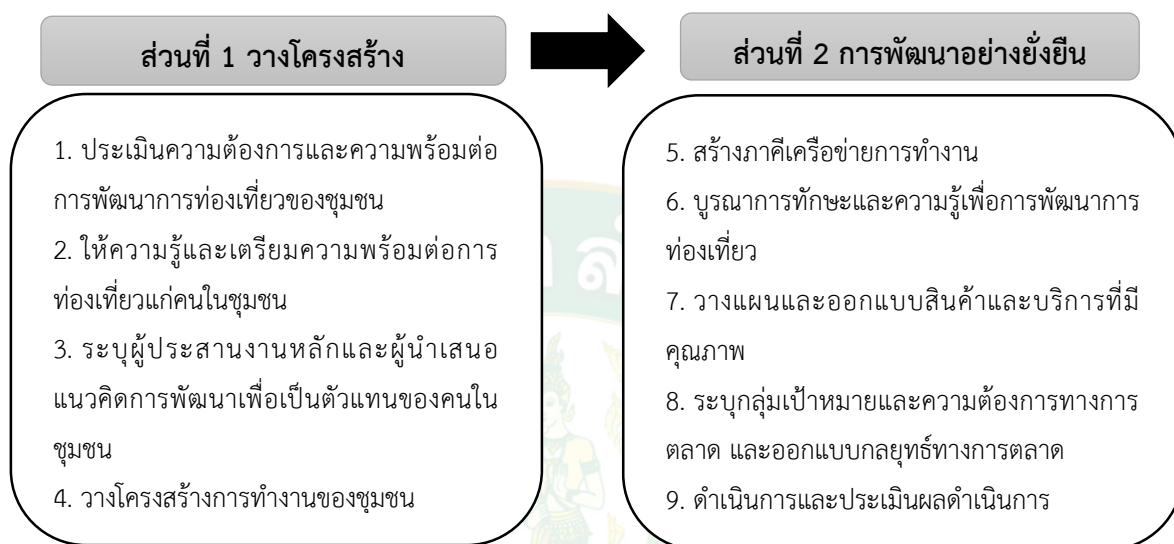 ส่วนที่ 1 วางโครงสร้าง
1. ประเมินความต้องการและความพร้อมต่อ
การพัฒนาการท่องเที่ยวของชุมชน
2. ให้ความรู้และเตรียมความพร้อมต่อการ
ท่องเที่ยวแก่คนในชุมชน
3. ระบุผู้ประสานงานหลักและผู้นำเสนอ
แนวคิดการพัฒนาเพื่อเป็นตัวแทนของคนใน
ชุมชน
4. วางโครงสร้างการทำงานของชุมชน
ส่วนที่ 2 การพัฒนาอย่างยั่งยืน
5. สร้างภาคีเครือข่ายการทำงาน
6. บูรณาการทักษะและความรู้เพื่อการพัฒนาการ
ท่องเที่ยว
7. วางแผนและออกแบบสินค้าและบริการที่มี
คุณภาพ
8. ระบุกลุ่มเป้าหมายและความต้องการทางการ
ตลาด และออกแบบกลยุทธ์ทางการตลาด
9. ดำเนินการและประเมินผลดำเนินการ